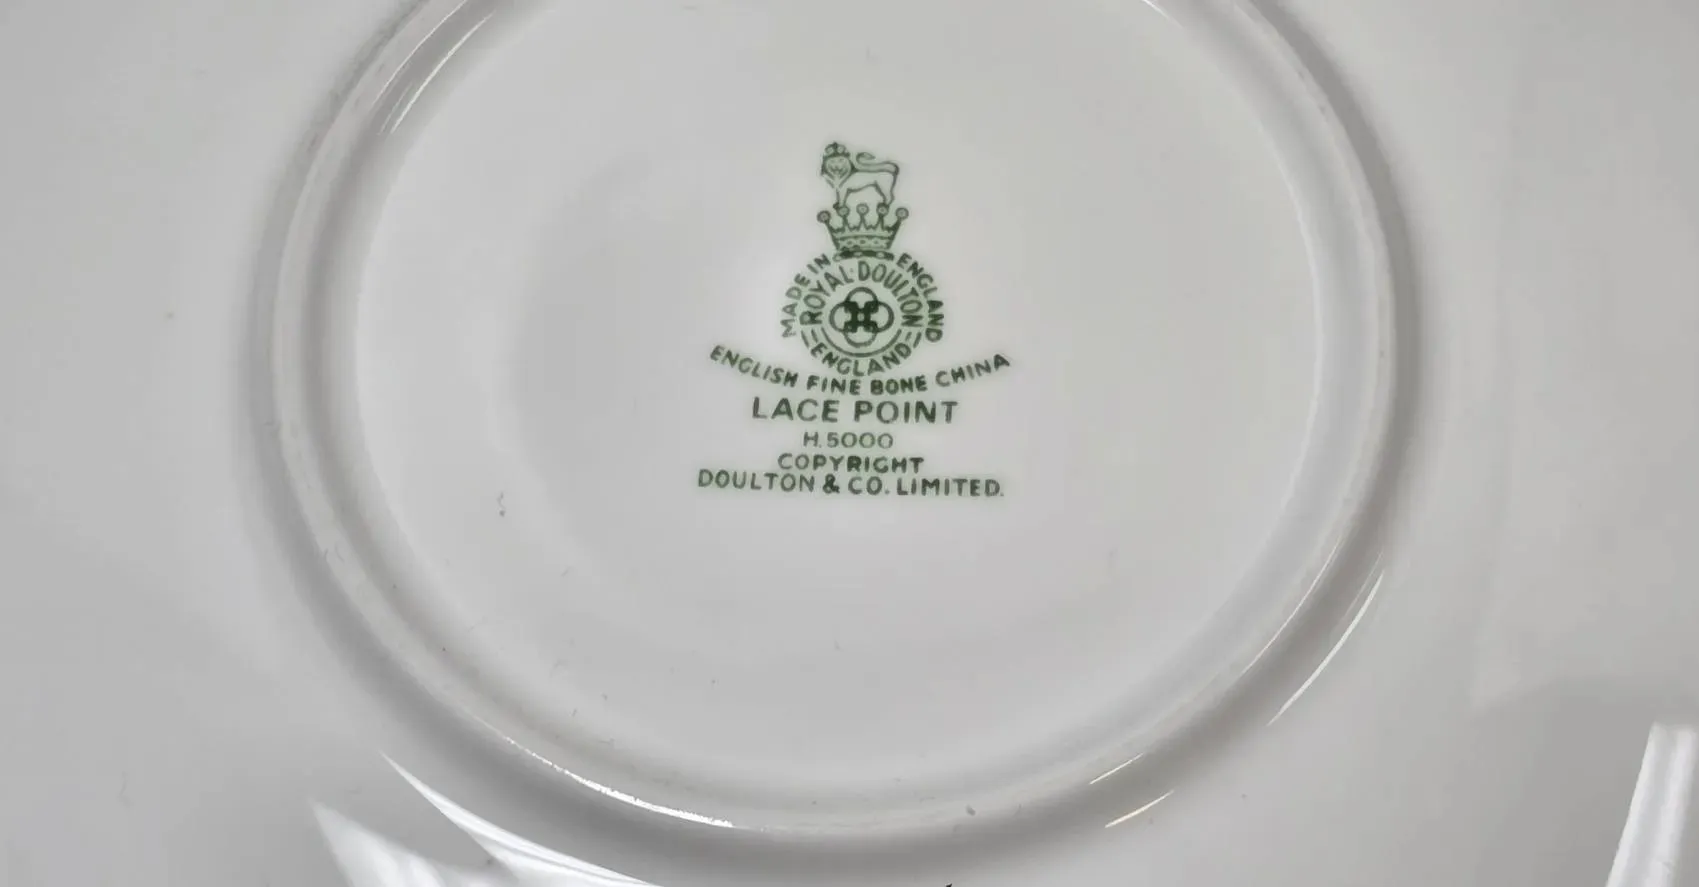 MADE IN ENGLAND
ROYAL·DOULTON
ENGLAND
ENGLISH FINE BONE CHINA
LACE POINT
H.5000
COPYRIGHT
DOULTON & CO. LIMITED.